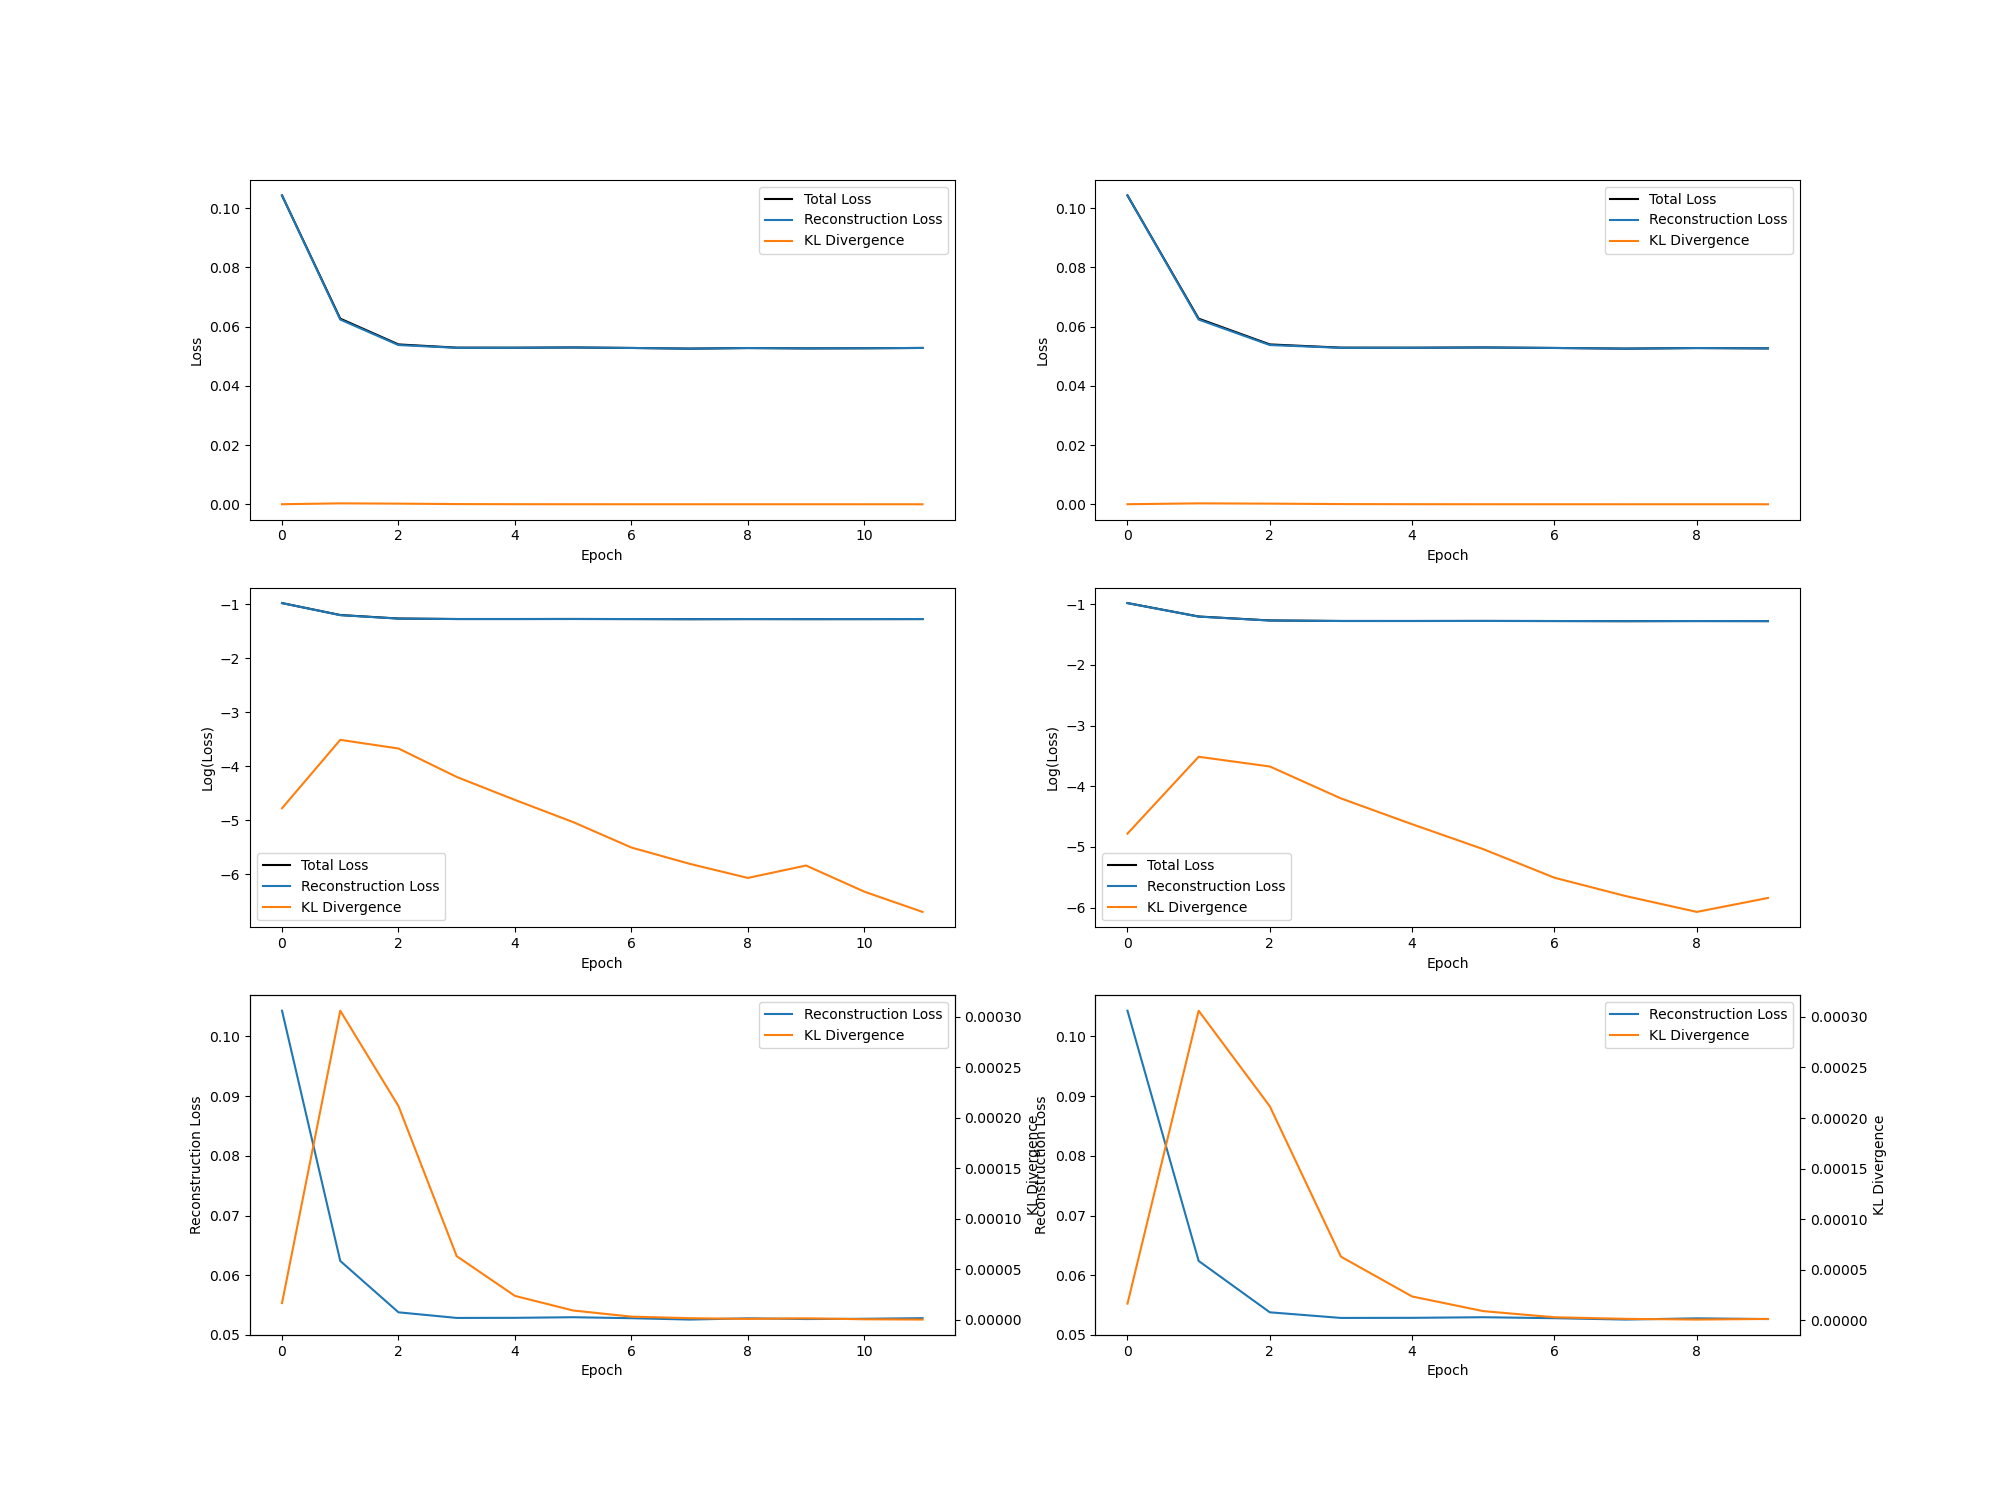 Total Loss
Reconstruction Loss
KL Divergence
0.10
0.08
0.06
0.04
0.02
0.00
Loss
0 2 4 6 8 10
Epoch
Total Loss
Reconstruction Loss
KL Divergence
0.10
0.08
0.06
0.04
0.02
0.00
Loss
0 2 4 6 8
Epoch
−1
−2
−3
−4
−5
−6
Log(Loss)
Total Loss
Reconstruction Loss
KL Divergence
0 2 4 6 8 10
Epoch
−1
−2
−3
−4
−5
−6
Log(Loss)
Total Loss
Reconstruction Loss
KL Divergence
0 2 4 6 8
Epoch
Reconstruction Loss
KL Divergence
0.10
0.09
0.08
0.07
0.06
0.05
Reconstruction Loss
0.00030
0.00025
0.00020
0.00015
0.00010
0.00005
0.00000
KL Divergence
0 2 4 6 8 10
Epoch
Reconstruction Loss
KL Divergence
0.10
0.09
0.08
0.07
0.06
0.05
Reconstruction Loss
0.00030
0.00025
0.00020
0.00015
0.00010
0.00005
0.00000
KL Divergence
0 2 4 6 8
Epoch